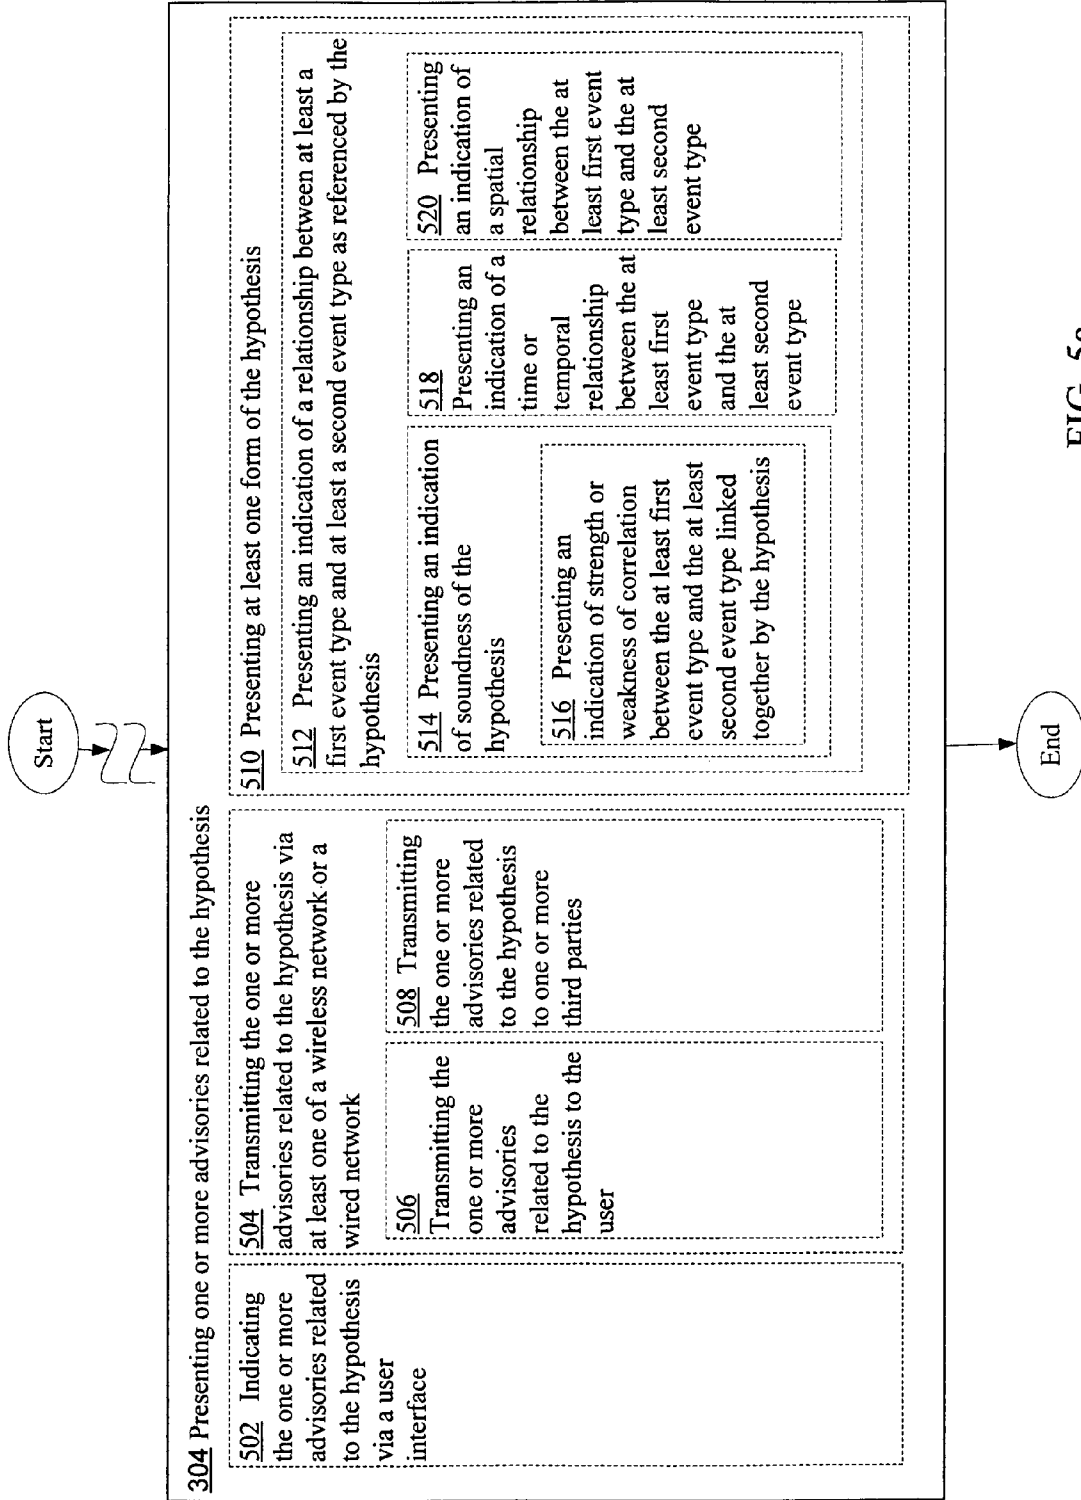 Start
304 Presenting one or more advisories related to the hypothesis
502 Indicating
the one or more
advisories related
to the hypothesis
via a user
interface
504 Transmitting the one or more
advisories related to the hypothesis via
at least one of a wireless network or a
wired network
506
Transmitting the
one or more
advisories
related to the
hypothesis to the
user
508 Transmitting
the one or more
advisories related
to the hypothesis
to one or more
third parties
510 Presenting at least one form of the hypothesis
512 Presenting an indication of a relationship between at least a
first event type and at least a second event type as referenced by the
hypothesis
514 Presenting an indication
of soundness of the
hypothesis
516 Presenting an
indication of strength or
weakness of correlation
between the at least first
event type and the at least
second event type linked
together by the hypothesis
518
Presenting an
indication of a
time or
temporal
relationship
between the at
least first
event type
and the at
least second
event type
520 Presenting
an indication of
a spatial
relationship
between the at
least first event
type and the at
least second
event type
End
FIG. 5a